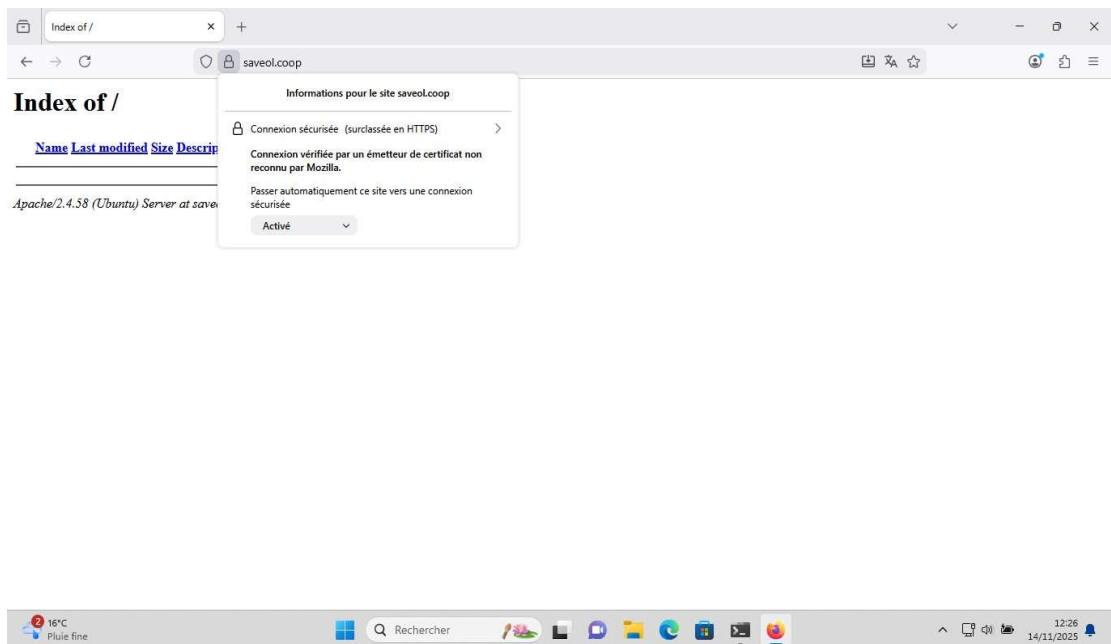 Index of /
saveol.coop
Index of /
Informations pour le site saveol.coop
Connexion sécurisée (surclassée en HTTPS)
Name Last modified Size Descrip
Connexion vérifiée par un émetteur de certificat non
reconnu par Mozilla.
Passer automatiquement ce site vers une connexion
sécurisée
Apache/2.4.58 (Ubuntu) Server at save
Activé
2
16°C
Pluie fine
Rechercher
12:26
14/11/2025